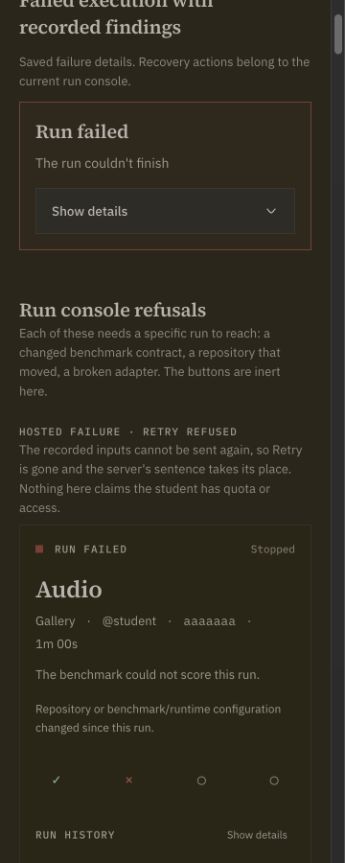 Failed execution with
recorded findings
Saved failure details. Recovery actions belong to the
current run console.
Run failed
The run couldn't finish
Show details
Run console refusals
Each of these needs a specific run to reach: a
changed benchmark contract, a repository that
moved, a broken adapter. The buttons are inert
here.
HOSTED FAILURE · RETRY REFUSED
The recorded inputs cannot be sent again, so Retry
is gone and the server's sentence takes its place.
Nothing here claims the student has quota or
access.
RUN FAILED Stopped
Audio
Gallery · @student · aaaaaaa ·
1m 00s
The benchmark could not score this run.
Repository or benchmark/runtime configuration
changed since this run.
RUN HISTORY Show details